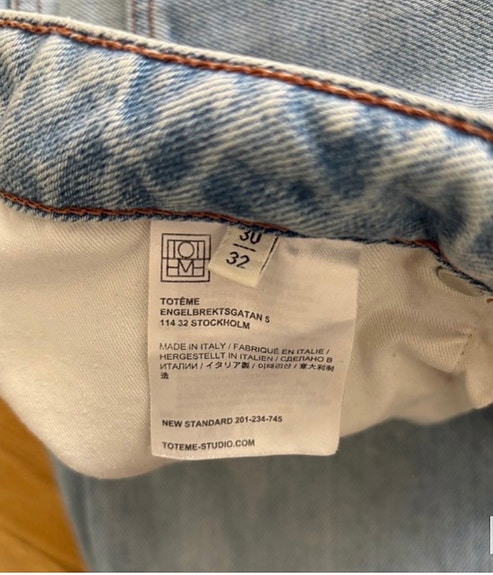 TOT
EME
30
32
TOTÊME
ENGELBREKTSGATAN 5
114 32 STOCKHOLM
MADE IN ITALY / FABRIQUÉ EN ITALIE /
HERGESTELLT IN ITALIEN / СДЕЛАНО В
ИТАЛИИ / イタリア製 / 이태리산 / 意大利制
造
NEW STANDARD 201-234-745
TOTEME-STUDIO.COM